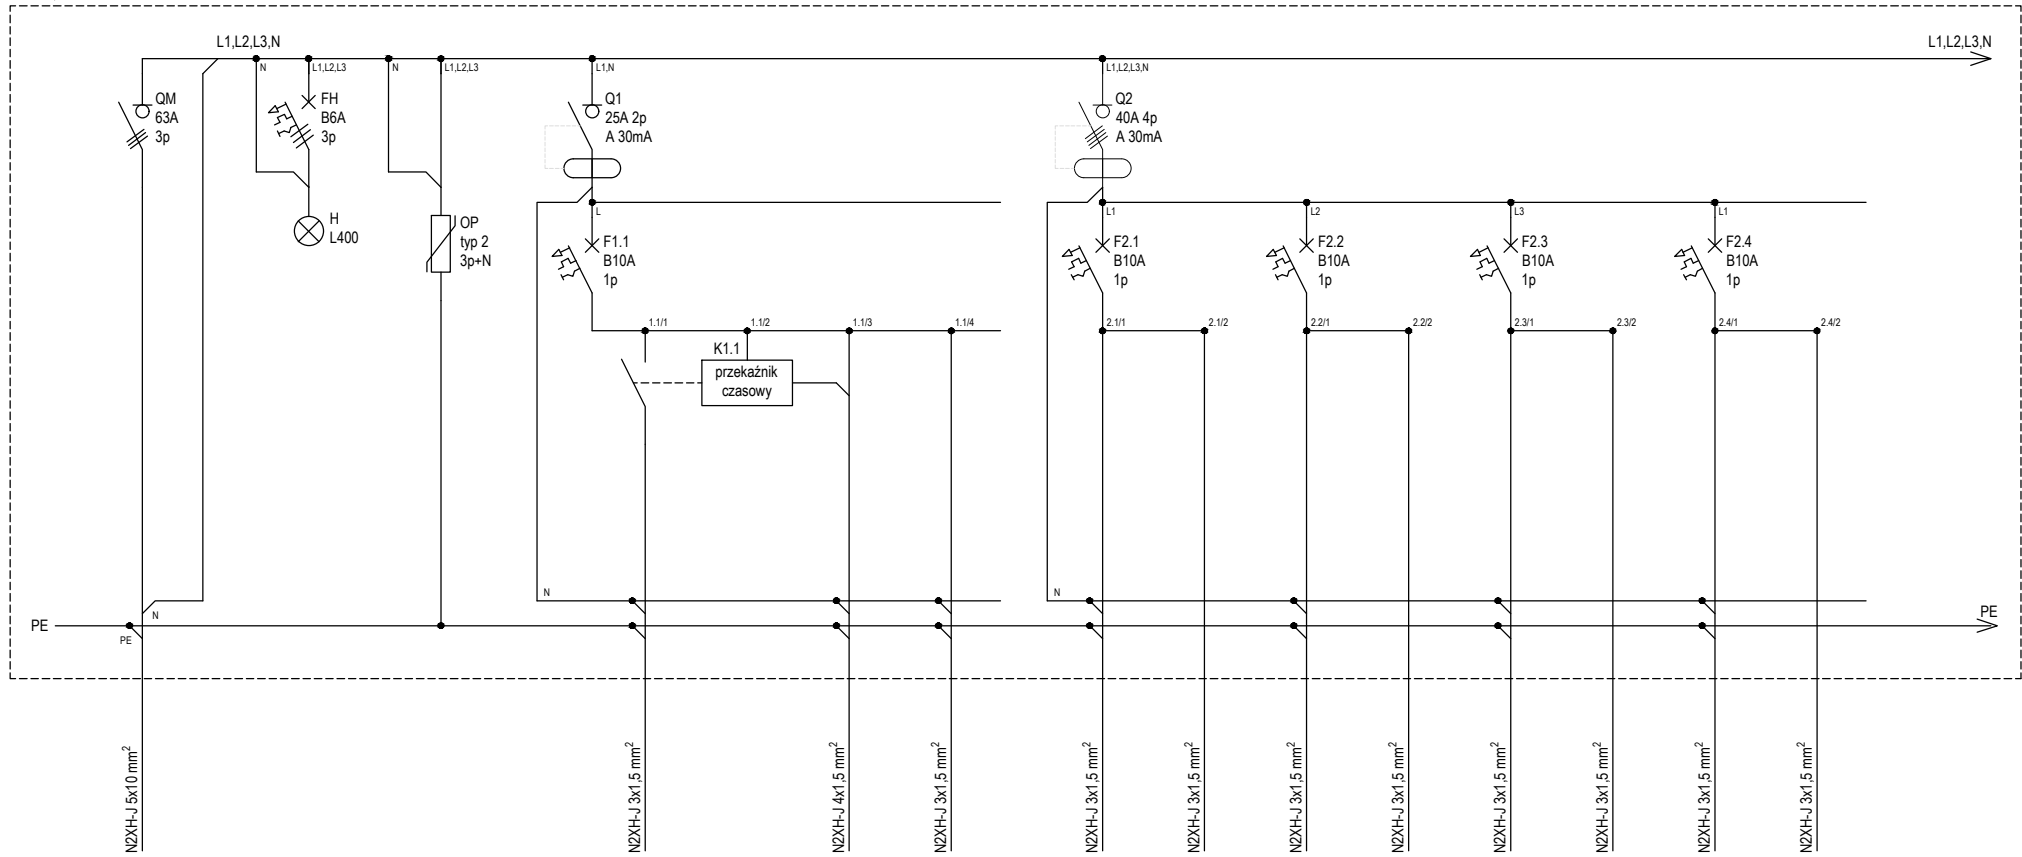 L1,L2,L3,N
L1,L2,L3,N
N
L1,L2,L3
N
L1,L2,L3
L1,N
L1,L2,L3,N
QM
63A
3p
FH
B6A
3p
Q1
25A 2p
A 30mA
Q2
40A 4p
A 30mA
H
L400
OP
typ 2
3p+N
L
L1
L2
L3
L1
F1.1
B10A
1p
F2.1
B10A
1p
F2.2
B10A
1p
F2.3
B10A
1p
F2.4
B10A
1p
1.1/1
1.1/2
1.1/3
1.1/4
2.1/1
2.1/2
2.2/1
2.2/2
2.3/1
2.3/2
2.4/1
2.4/2
K1.1
przekaźnik
czasowy
N
N
N
PE
PE
PE
N2XH-J 5x10 mm²
N2XH-J 3x1,5 mm²
N2XH-J 4x1,5 mm²
N2XH-J 3x1,5 mm²
N2XH-J 3x1,5 mm²
N2XH-J 3x1,5 mm²
N2XH-J 3x1,5 mm²
N2XH-J 3x1,5 mm²
N2XH-J 3x1,5 mm²
N2XH-J 3x1,5 mm²
N2XH-J 3x1,5 mm²
N2XH-J 3x1,5 mm²